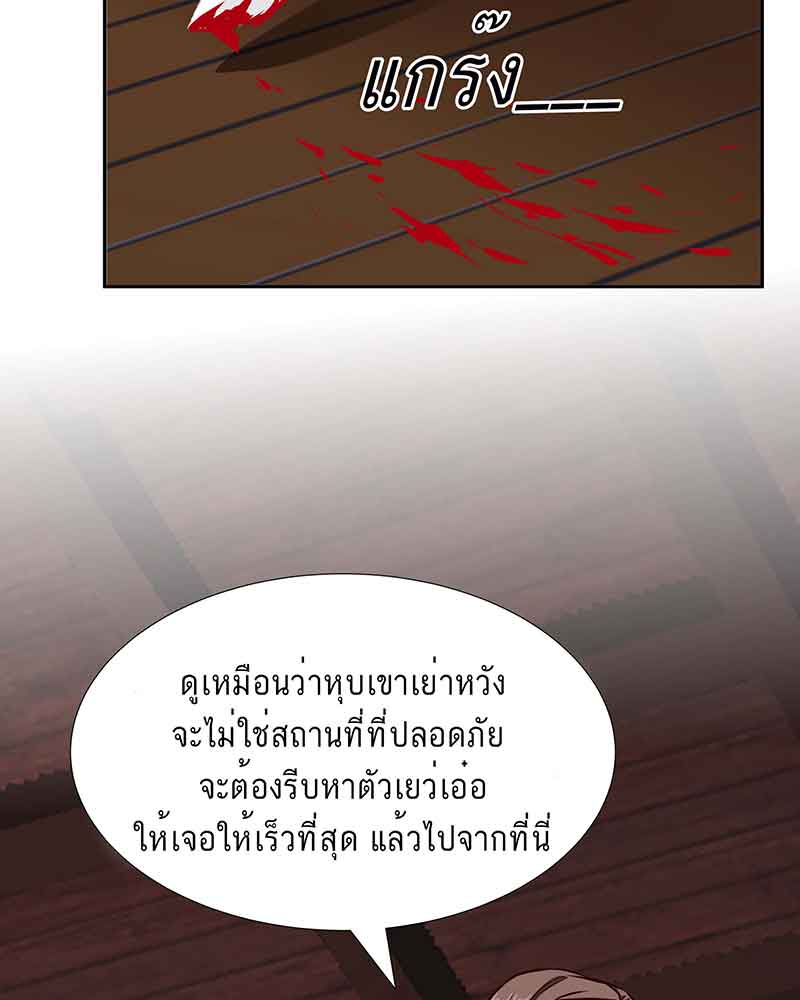 แกร๊ง___
ดูเหมือนว่าหุบเขาเย่าหวัง
จะไม่ใช่สถานที่ที่ปลอดภัย
จะต้องรีบหาตัวเยว่เอ๋อ
ให้เจอให้เร็วที่สุด แล้วไปจากที่นี่